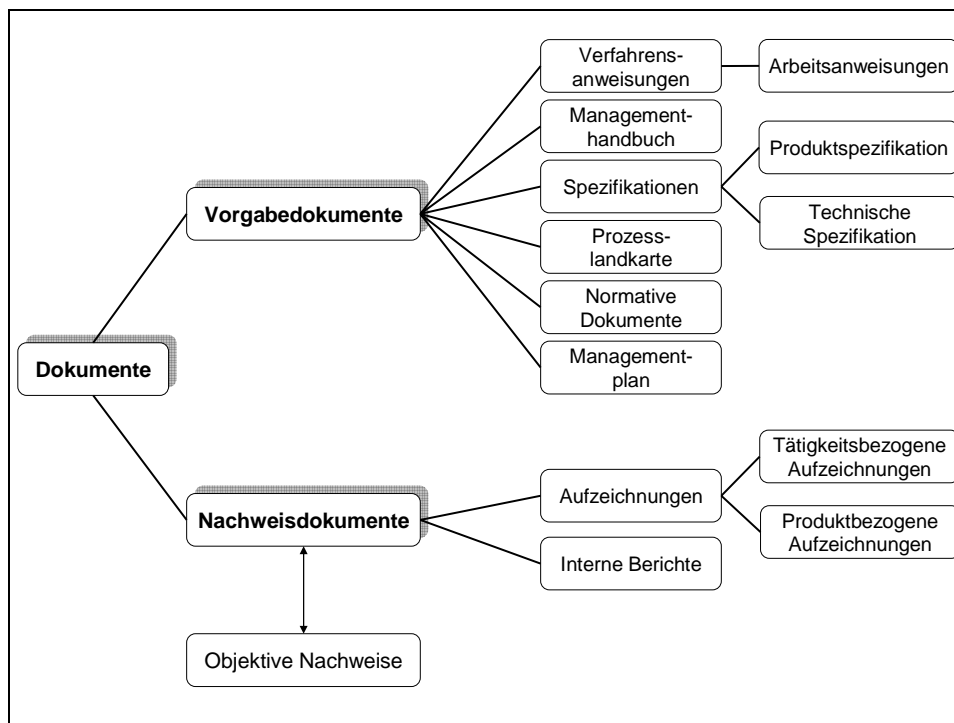 Verfahrens-
anweisungen
Arbeitsanweisungen
Management-
handbuch
Produktspezifikation
Spezifikationen
Vorgabedokumente
Technische
Spezifikation
Prozess-
landkarte
Normative
Dokumente
Management-
plan
Dokumente
Tätigkeitsbezogene
Aufzeichnungen
Aufzeichnungen
Nachweisdokumente
Produktbezogene
Aufzeichnungen
Interne Berichte
Objektive Nachweise